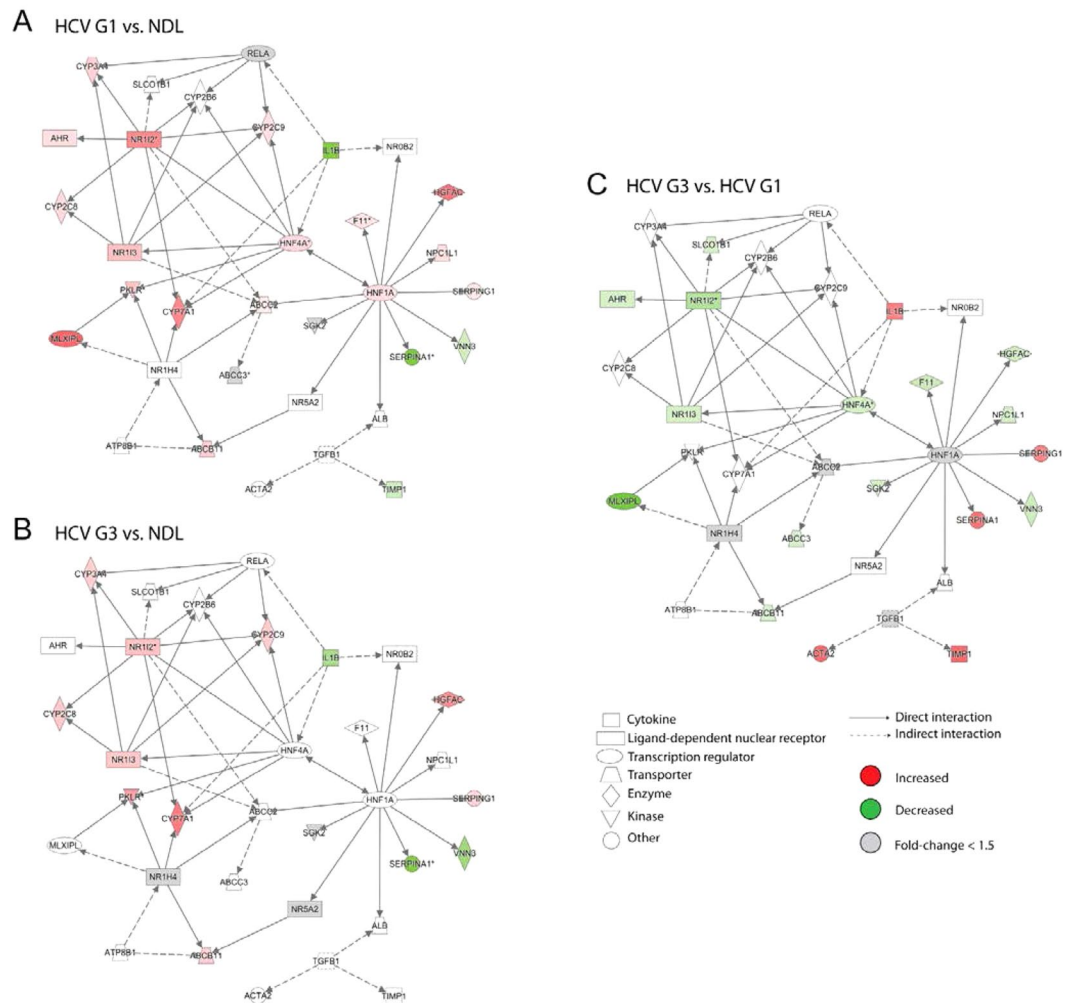 A HCV G1 vs. NDL
RELA
CYP3A4
SLCO1B1
CYP2B6
CYP2C9
AHR
NR1I2*
IL1B
NR0B2
CYP2C8
HGFAC
F11*
NR1I3
HNF4A*
NPC1L1
PKLR*
CYP7A1
ABCC2
HNF1A
SERPING1
SGK2
MLXIPL
SERPINA1*
VNN3
NR1H4
ABCC3*
NR5A2
ALB
ATP8B1
ABCB11
TGFB1
ACTA2
TIMP1
B HCV G3 vs. NDL
RELA
CYP3A4
SLCO1B1
CYP2B6
CYP2C9
AHR
NR1I2*
IL1B
NR0B2
CYP2C8
HGFAC
F11
NR1I3
HNF4A
NPC1L1
PKLR*
CYP7A1
ABCC2
HNF1A
SERPING1
SGK2
MLXIPL
SERPINA1*
VNN3
NR1H4
ABCC3
NR5A2
ALB
ATP8B1
ABCB11
TGFB1
ACTA2
TIMP1
C HCV G3 vs. HCV G1
RELA
CYP3A4
SLCO1B1
CYP2B6
CYP2C9
AHR
NR1I2*
IL1B
NR0B2
HGFAC
CYP2C8
F11
NR1I3
HNF4A*
NPC1L1
PKLR
CYP7A1
ABCC2
HNF1A
SERPING1
SGK2
MLXIPL
SERPINA1
VNN3
NR1H4
ABCC3
NR5A2
ALB
ATP8B1
ABCB11
TGFB1
ACTA2
TIMP1
Cytokine
Ligand-dependent nuclear receptor
Transcription regulator
Transporter
Enzyme
Kinase
Other
Direct interaction
Indirect interaction
Increased
Decreased
Fold-change < 1.5